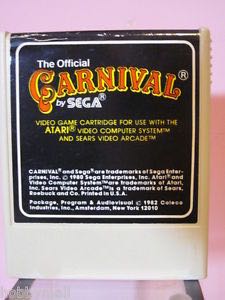 The Official
CARNIVAL®
by SEGA®
VIDEO GAME CARTRIDGE FOR USE WITH THE
ATARI® VIDEO COMPUTER SYSTEM™
AND SEARS VIDEO ARCADE™
CARNIVAL® and Sega® are trademarks of Sega Enter-
prises, Inc. © 1980 Sega Enterprises, Inc. Atari® and
Video Computer System™ are trademarks of Atari,
Inc. Sears Video Arcade™ is a trademark of Sears,
Roebuck and Co. Printed in U.S.A.
Package, Program & Audiovisual © 1982 Coleco
Industries, Inc., Amsterdam, New York 12010